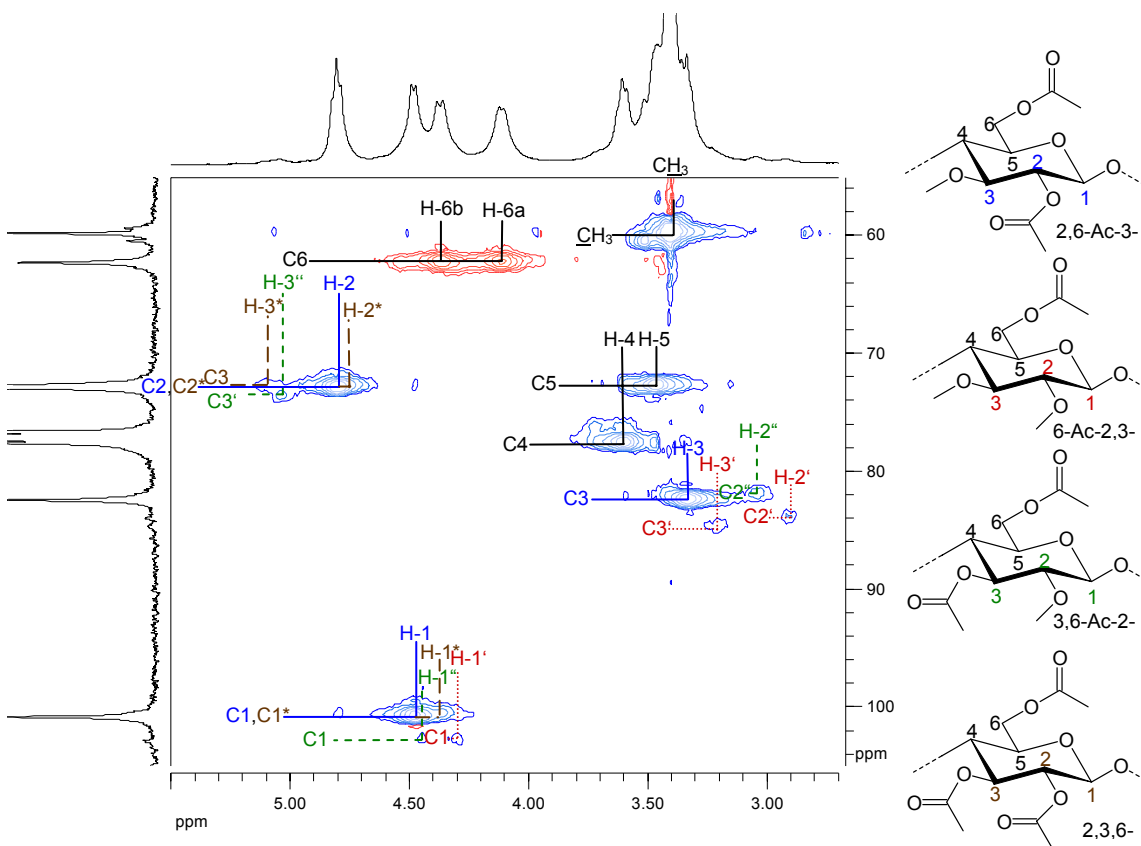 CH3
H-6b H-6a
CH3
C6
H-3“ H-2
H-3* H-2*
H-4 H-5
C3
C2,C2*
C3‘
C5
H-2“
C4
H-3 H-3‘
H-2‘
C3
C2“
C2‘
C3‘
H-1
H-1* H-1‘
H-1“
C1,C1*
C1
C1
60
70
80
90
100
ppm
5.00 4.50 4.00 3.50 3.00
ppm
O
O
6
4
O
5
2
O
O
3
1
O
O
2,6-Ac-3-
O
O
6
4
O
5
2
O
O
3
1
O
6-Ac-2,3-
O
O
6
4
O
5
2
O
O
3
1
O
O
3,6-Ac-2-
O
O
6
4
O
5
2
O
O
3
1
O
O
O
2,3,6-